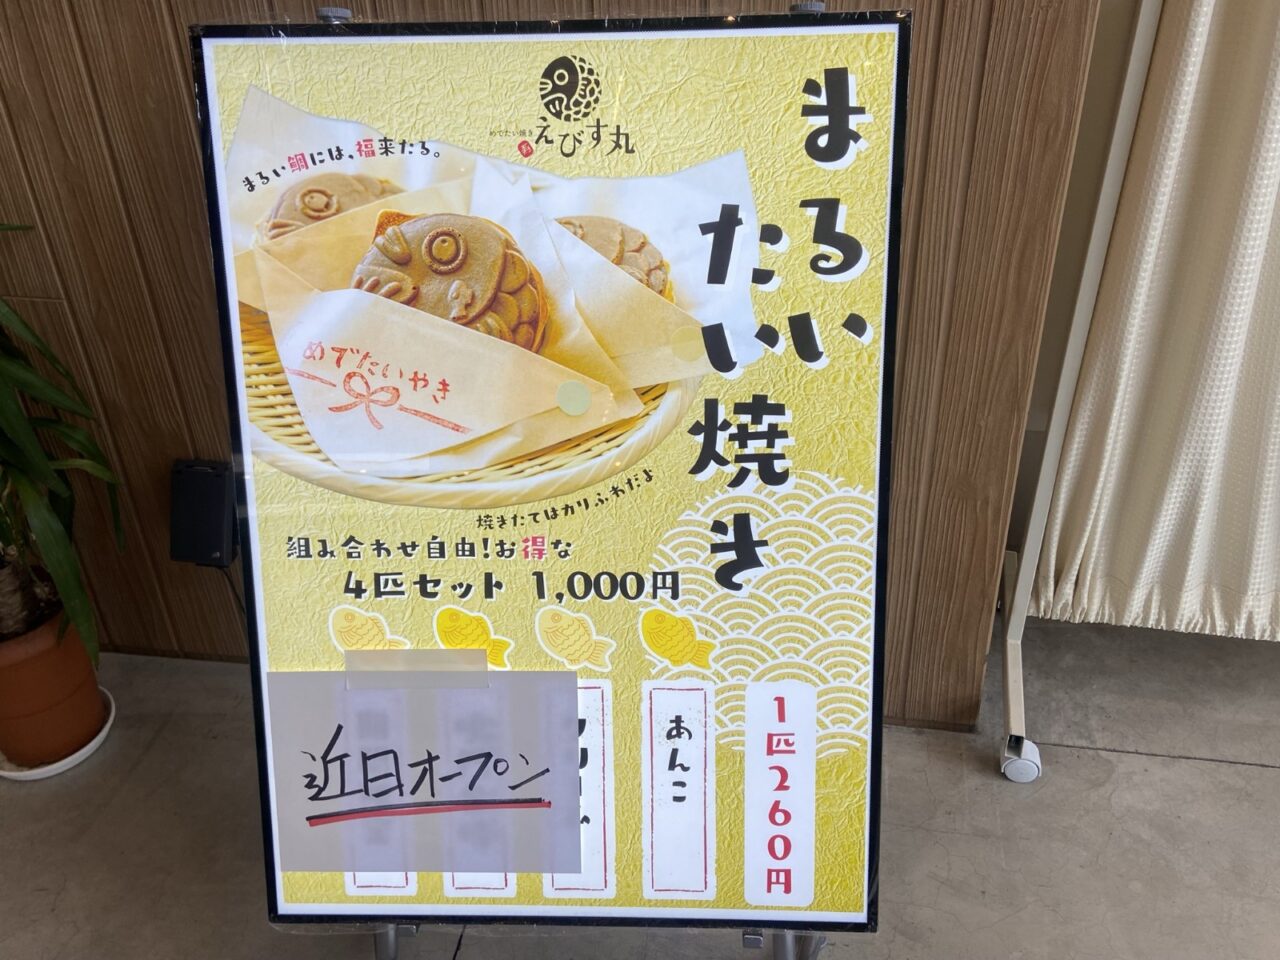 めでたい焼き
えびす丸
まるい
たい焼き
まるい鯛には、福来たる。
めでたいやき
焼きたてはカリふわだよ
組み合わせ自由!お得な
4匹セット 1,000円
1匹260円
あんこ
近日オープン